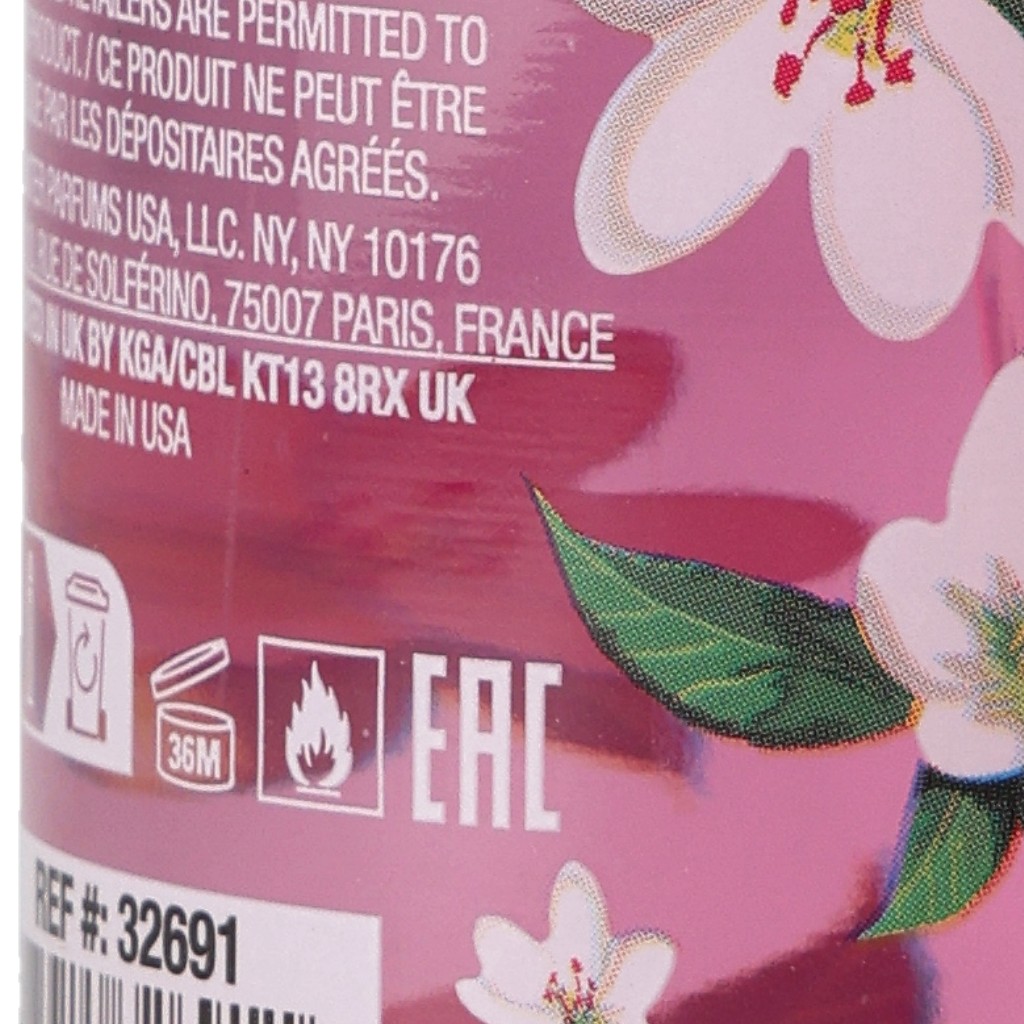 RETAILERS ARE PERMITTED TO
PRODUCT. / CE PRODUIT NE PEUT ÊTRE
PAR LES DÉPOSITAIRES AGRÉÉS.
PARFUMS USA, LLC. NY, NY 10176
RUE DE SOLFÉRINO, 75007 PARIS, FRANCE
IN UK BY KGA/CBL KT13 8RX UK
MADE IN USA
36M
EAC
REF #: 32691